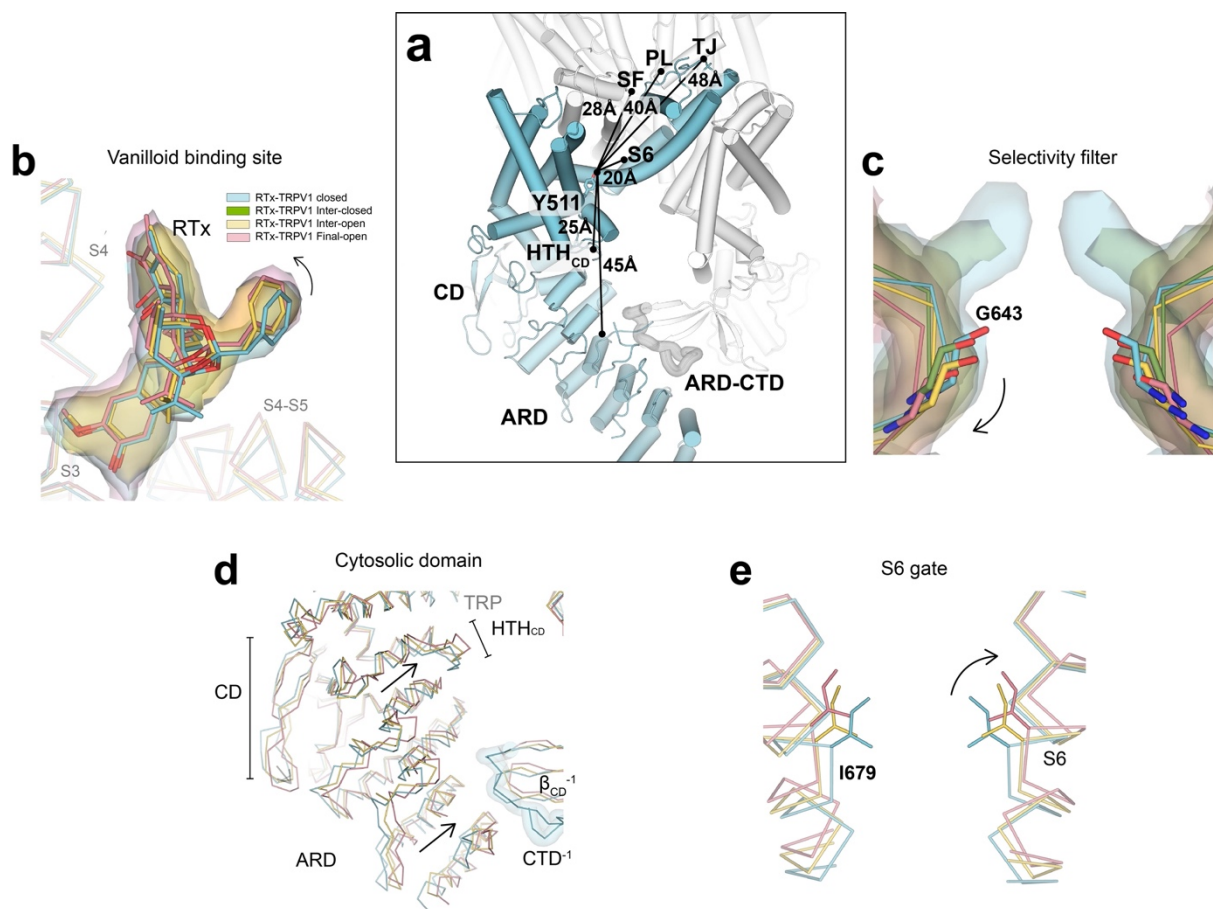 a
TJ
PL
SF
48Å
28Å
40Å
S6
20Å
Y511
25Å
HTHCD
45Å
CD
ARD-CTD
ARD
b
Vanilloid binding site
RTx-TRPV1 closed
RTx-TRPV1 Inter-closed
RTx-TRPV1 Inter-open
RTx-TRPV1 Final-open
RTx
S4
S4-S5
S3
c
Selectivity filter
G643
d
Cytosolic domain
TRP
HTHCD
CD
βCD-1
ARD
CTD-1
e
S6 gate
S6
I679